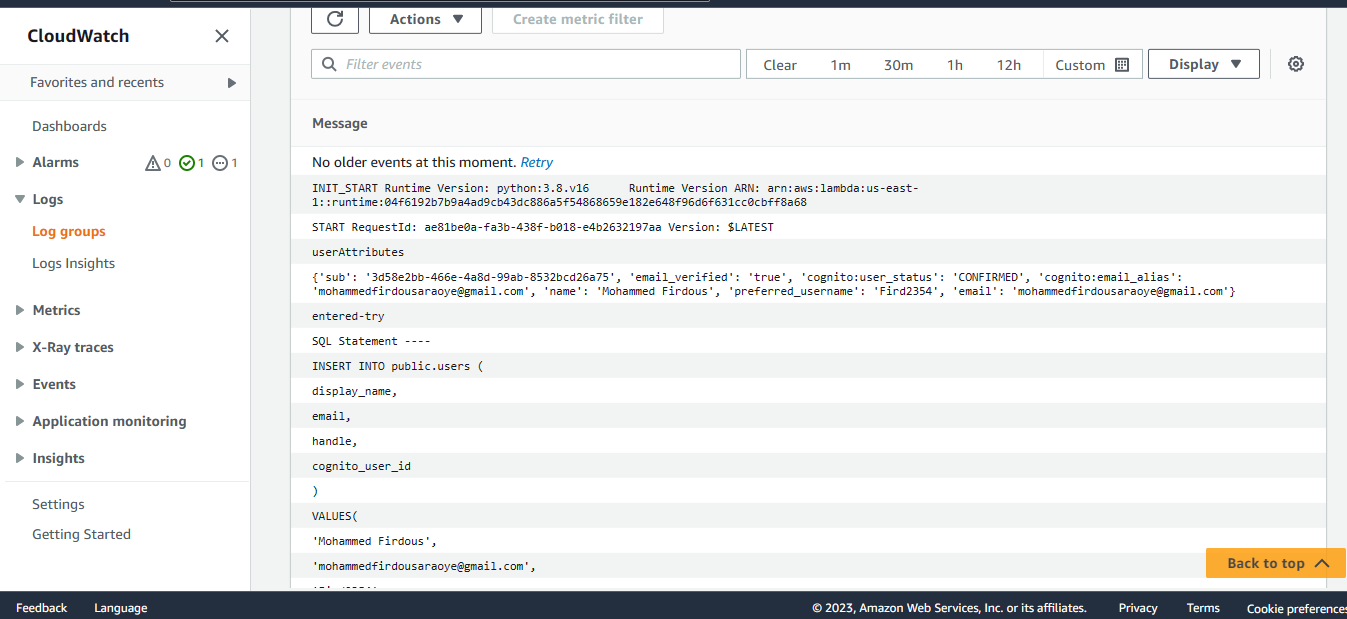 CloudWatch
Favorites and recents
Dashboards
Alarms 0 1 1
Logs
Log groups
Logs Insights
Metrics
X-Ray traces
Events
Application monitoring
Insights
Settings
Getting Started
Actions Create metric filter
Filter events
Clear 1m 30m 1h 12h Custom Display
Message
No older events at this moment. Retry
INIT_START Runtime Version: python:3.8.v16 Runtime Version ARN: arn:aws:lambda:us-east-
1::runtime:04f6192b7b9a4ad9cb43dc886a5f54868659e182e648f96d6f631cc0cbff8a68
START RequestId: ae81be0a-fa3b-438f-b018-e4b2632197aa Version: $LATEST
userAttributes
{'sub': '3d58e2bb-466e-4a8d-99ab-8532bcd26a75', 'email_verified': 'true', 'cognito:user_status': 'CONFIRMED', 'cognito:email_alias':
'mohammedfirdousaraoye@gmail.com', 'name': 'Mohammed Firdous', 'preferred_username': 'Fird2354', 'email': 'mohammedfirdousaraoye@gmail.com'}
entered-try
SQL Statement ----
INSERT INTO public.users (
display_name,
email,
handle,
cognito_user_id
)
VALUES(
'Mohammed Firdous',
'mohammedfirdousaraoye@gmail.com',
Back to top
Feedback Language © 2023, Amazon Web Services, Inc. or its affiliates. Privacy Terms Cookie preferences